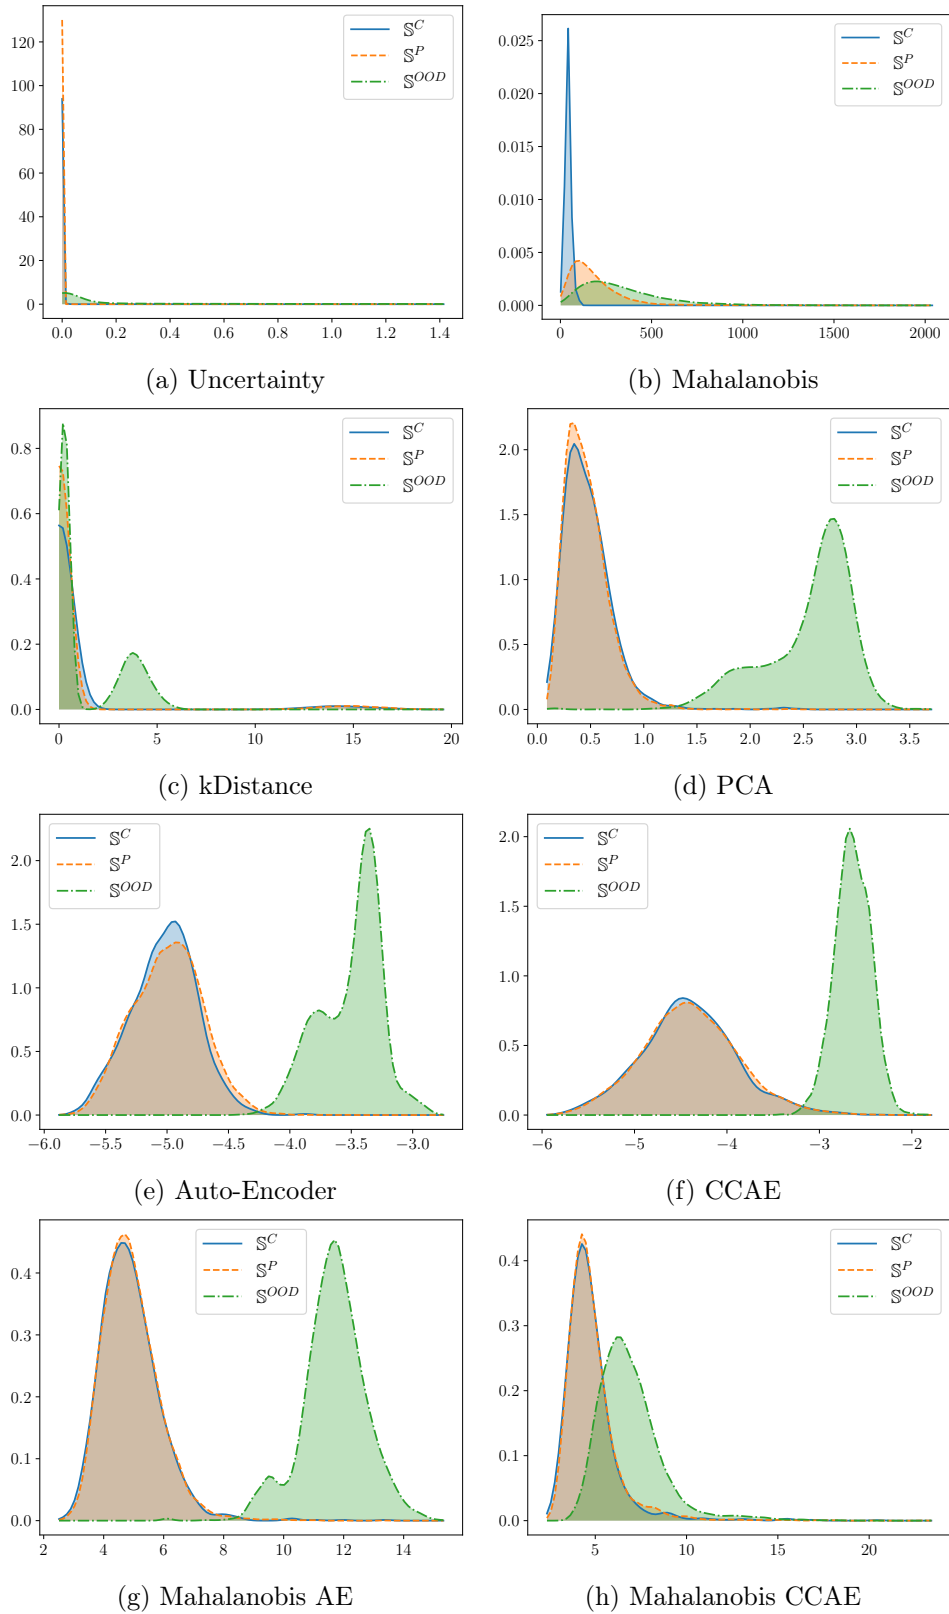 120
100
80
60
40
20
0
0.0 0.2 0.4 0.6 0.8 1.0 1.2 1.4
𝕊^C
𝕊^P
𝕊^OOD
(a) Uncertainty
0.025
0.020
0.015
0.010
0.005
0.000
0 500 1000 1500 2000
𝕊^C
𝕊^P
𝕊^OOD
(b) Mahalanobis
0.8
0.6
0.4
0.2
0.0
0 5 10 15 20
𝕊^C
𝕊^P
𝕊^OOD
(c) kDistance
2.0
1.5
1.0
0.5
0.0
0.0 0.5 1.0 1.5 2.0 2.5 3.0 3.5
𝕊^C
𝕊^P
𝕊^OOD
(d) PCA
2.0
1.5
1.0
0.5
0.0
−6.0 −5.5 −5.0 −4.5 −4.0 −3.5 −3.0
𝕊^C
𝕊^P
𝕊^OOD
(e) Auto-Encoder
2.0
1.5
1.0
0.5
0.0
−6 −5 −4 −3 −2
𝕊^C
𝕊^P
𝕊^OOD
(f) CCAE
0.4
0.3
0.2
0.1
0.0
2 4 6 8 10 12 14
𝕊^C
𝕊^P
𝕊^OOD
(g) Mahalanobis AE
0.4
0.3
0.2
0.1
0.0
5 10 15 20
𝕊^C
𝕊^P
𝕊^OOD
(h) Mahalanobis CCAE